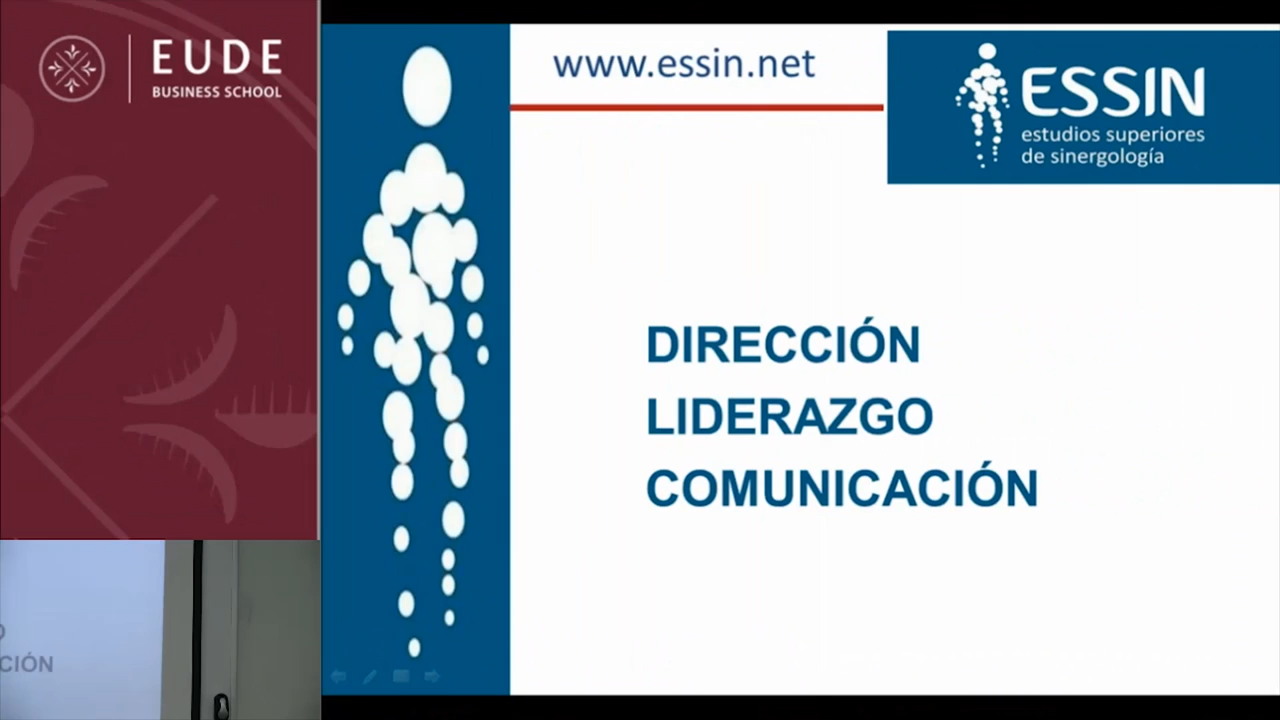 EUDE
BUSINESS SCHOOL
www.essin.net
ESSIN
estudios superiores
de sinergología
DIRECCIÓN
LIDERAZGO
COMUNICACIÓN
O
CIÓN